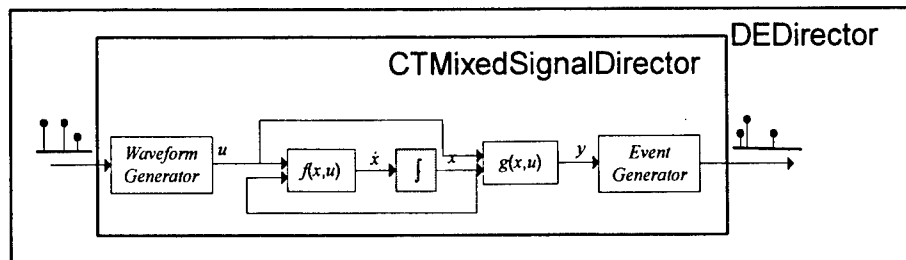 DEDirector
CTMixedSignalDirector
Waveform
Generator
u
f(x,u)
ẋ
∫
x
g(x,u)
y
Event
Generator